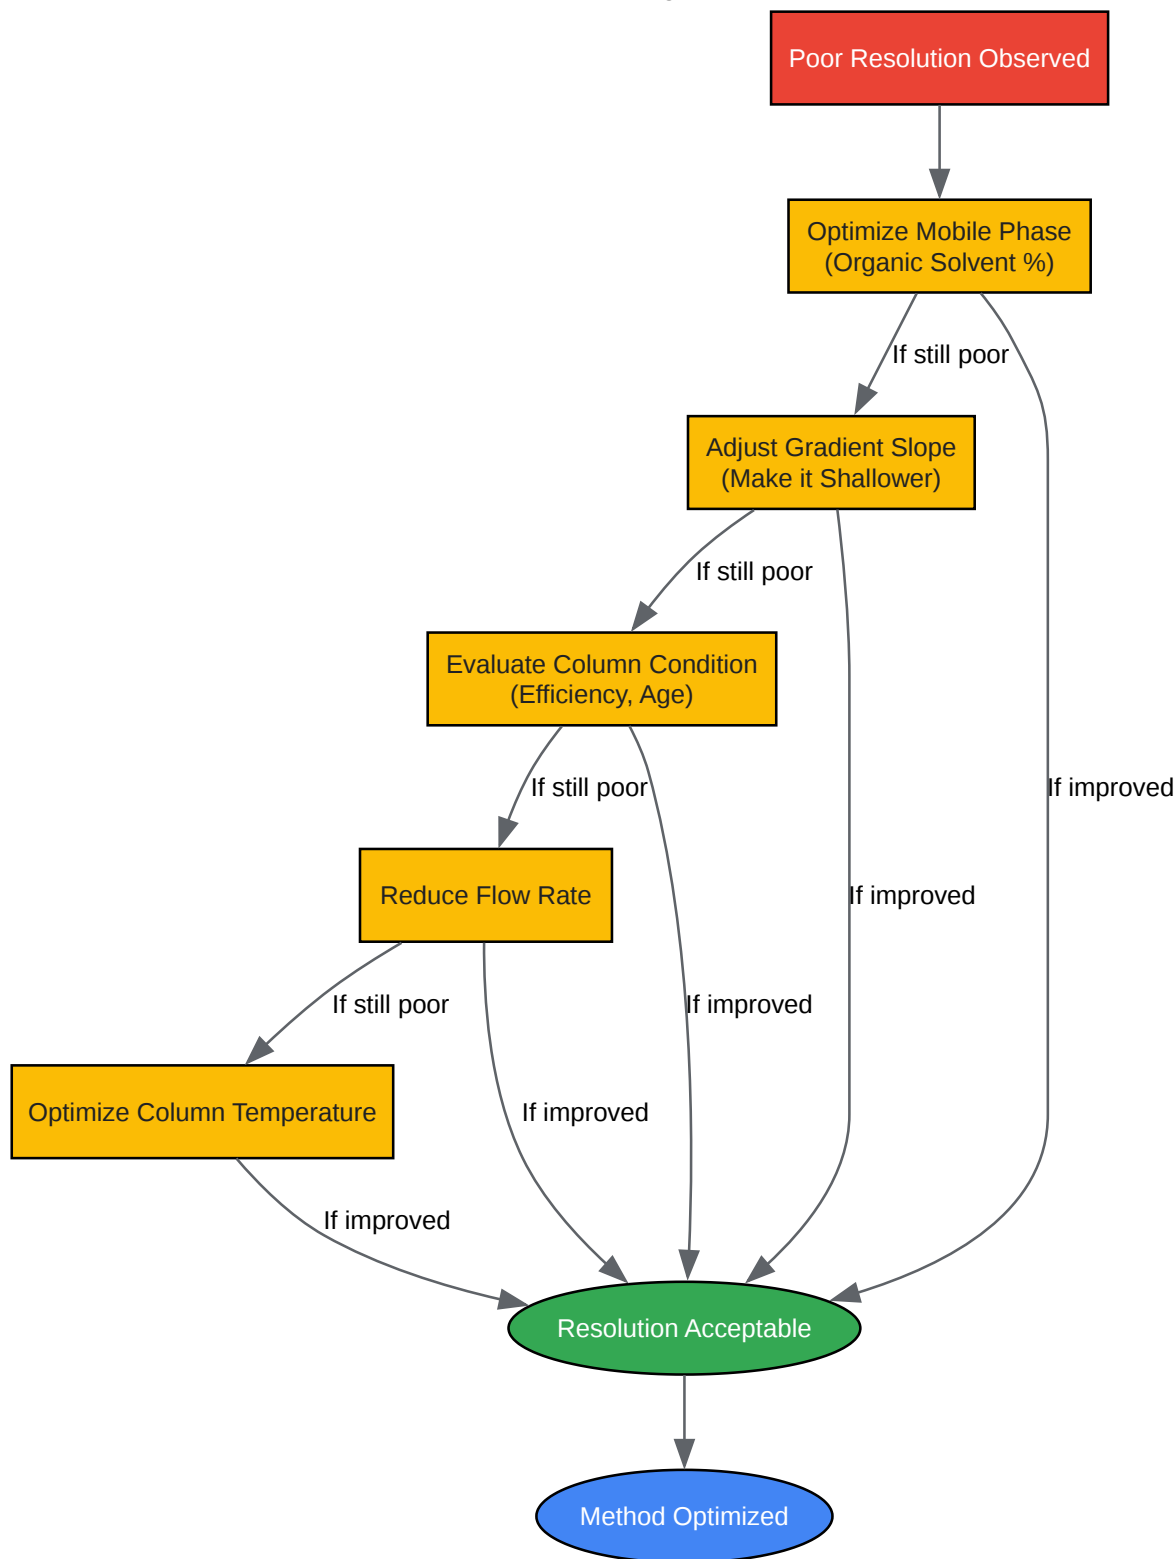 Poor Resolution Observed
Optimize Mobile Phase
(Organic Solvent %)
If still poor
Adjust Gradient Slope
(Make it Shallower)
If still poor
Evaluate Column Condition
(Efficiency, Age)
If still poor
If improved
Reduce Flow Rate
If improved
If still poor
If improved
Optimize Column Temperature
If improved
If improved
Resolution Acceptable
Method Optimized